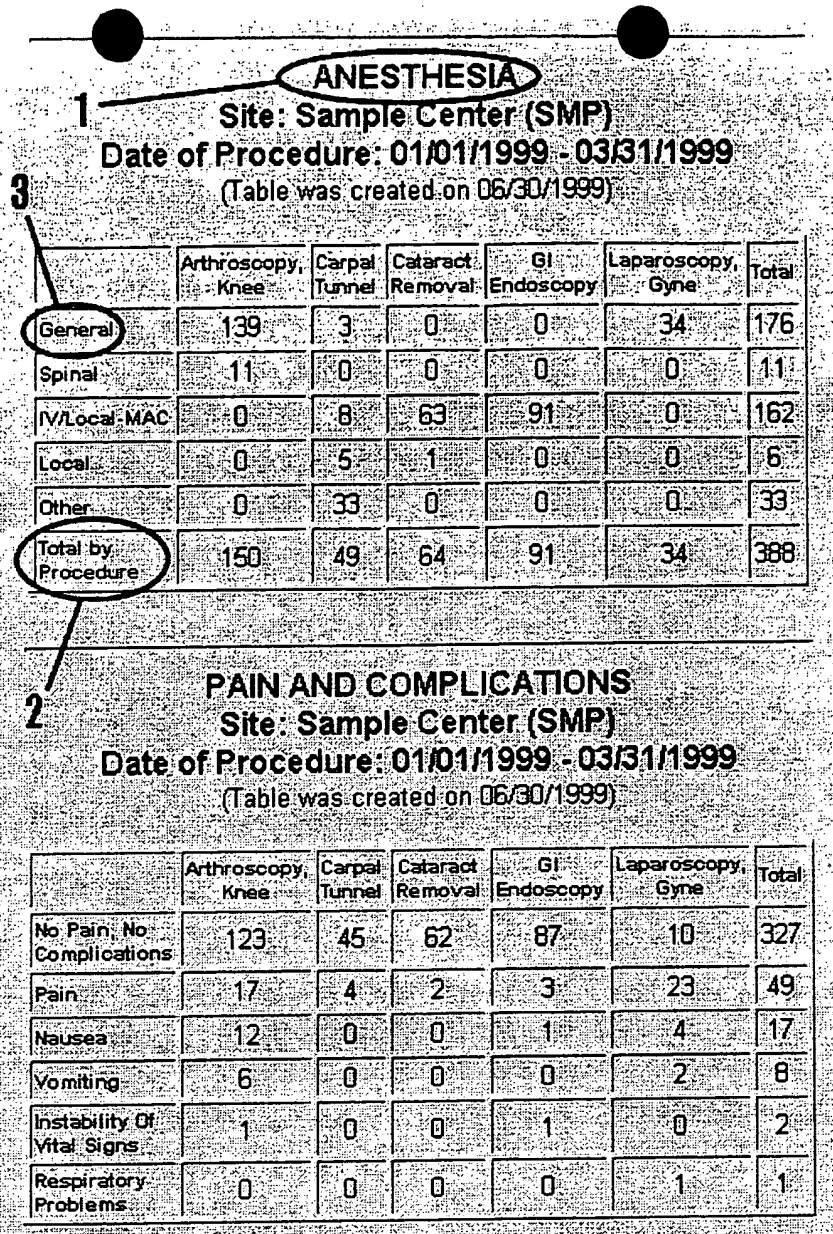 ANESTHESIA
1
Site: Sample Center (SMP)
Date of Procedure: 01/01/1999 - 03/31/1999
3
(Table was created on 06/30/1999)
Arthroscopy, Knee Carpal Tunnel Cataract Removal GI Endoscopy Laparoscopy, Gyne Total
General 139 3 0 0 34 176
Spinal 11 0 0 0 0 11
IV/Local-MAC 0 8 63 91 0 162
Local 0 5 1 0 0 6
Other 0 33 0 0 0 33
Total by Procedure 150 49 64 91 34 388
2
PAIN AND COMPLICATIONS
Site: Sample Center (SMP)
Date of Procedure: 01/01/1999 - 03/31/1999
(Table was created on 06/30/1999)
Arthroscopy, Knee Carpal Tunnel Cataract Removal GI Endoscopy Laparoscopy, Gyne Total
No Pain, No Complications 123 45 62 87 10 327
Pain 17 4 2 3 23 49
Nausea 12 0 0 1 4 17
Vomiting 6 0 0 0 2 8
Instability Of Vital Signs 1 0 0 1 0 2
Respiratory Problems 0 0 0 0 1 1